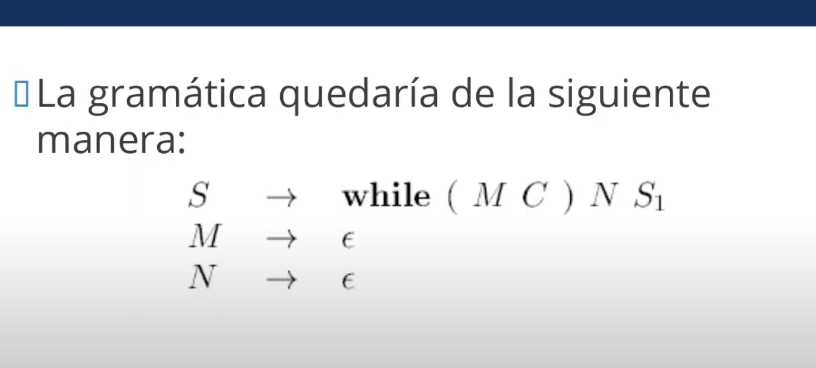 La gramática quedaría de la siguiente
manera:
S → while ( M C ) N S₁
M → ϵ
N → ϵ